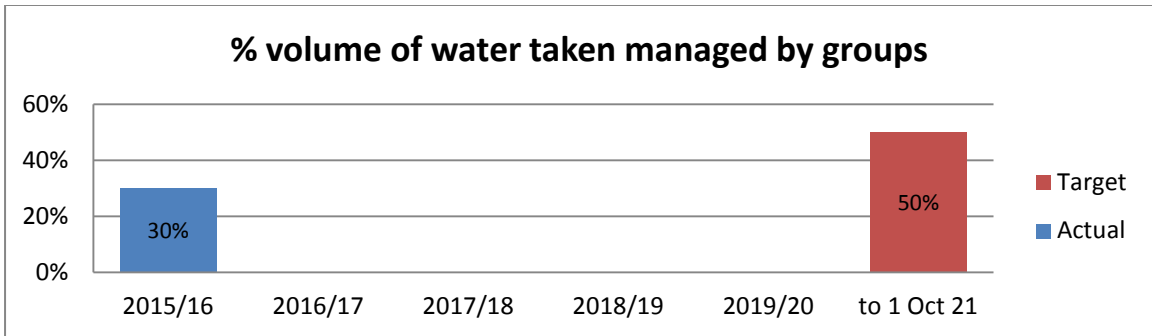 % volume of water taken managed by groups
60%
40%
20%
0%
30%
50%
2015/16 2016/17 2017/18 2018/19 2019/20 to 1 Oct 21
Target
Actual